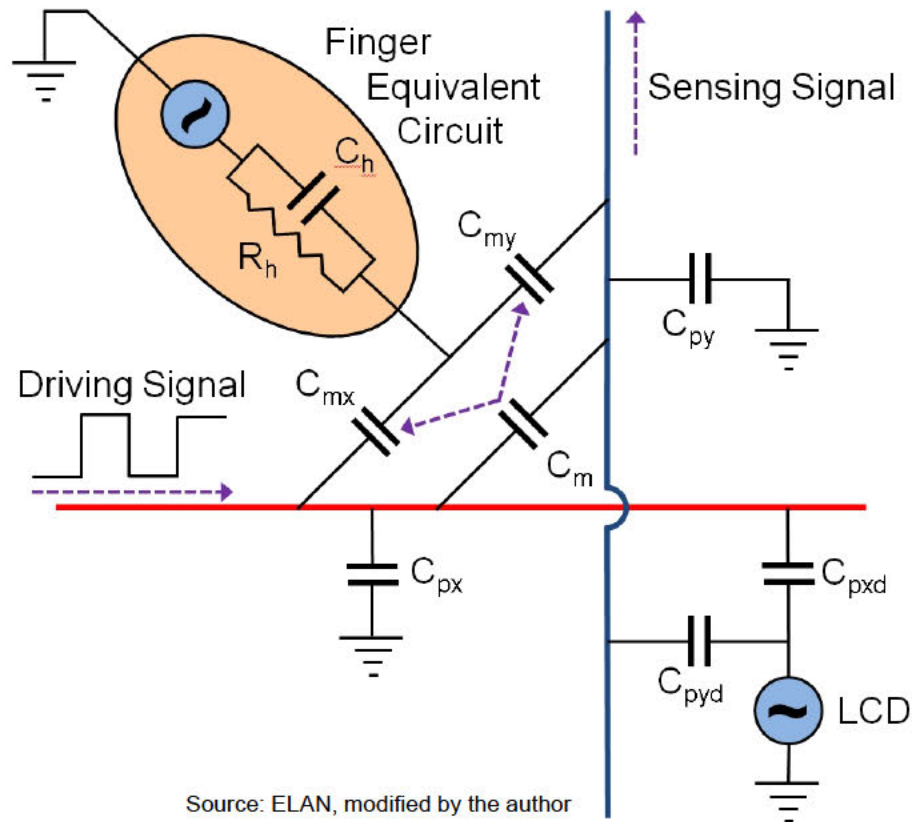 Finger
Equivalent
Circuit
Sensing Signal
Ch
Rh
Cmy
Cpy
Driving Signal
Cmx
Cm
Cpx
Cpxd
Cpyd
LCD
Source: ELAN, modified by the author